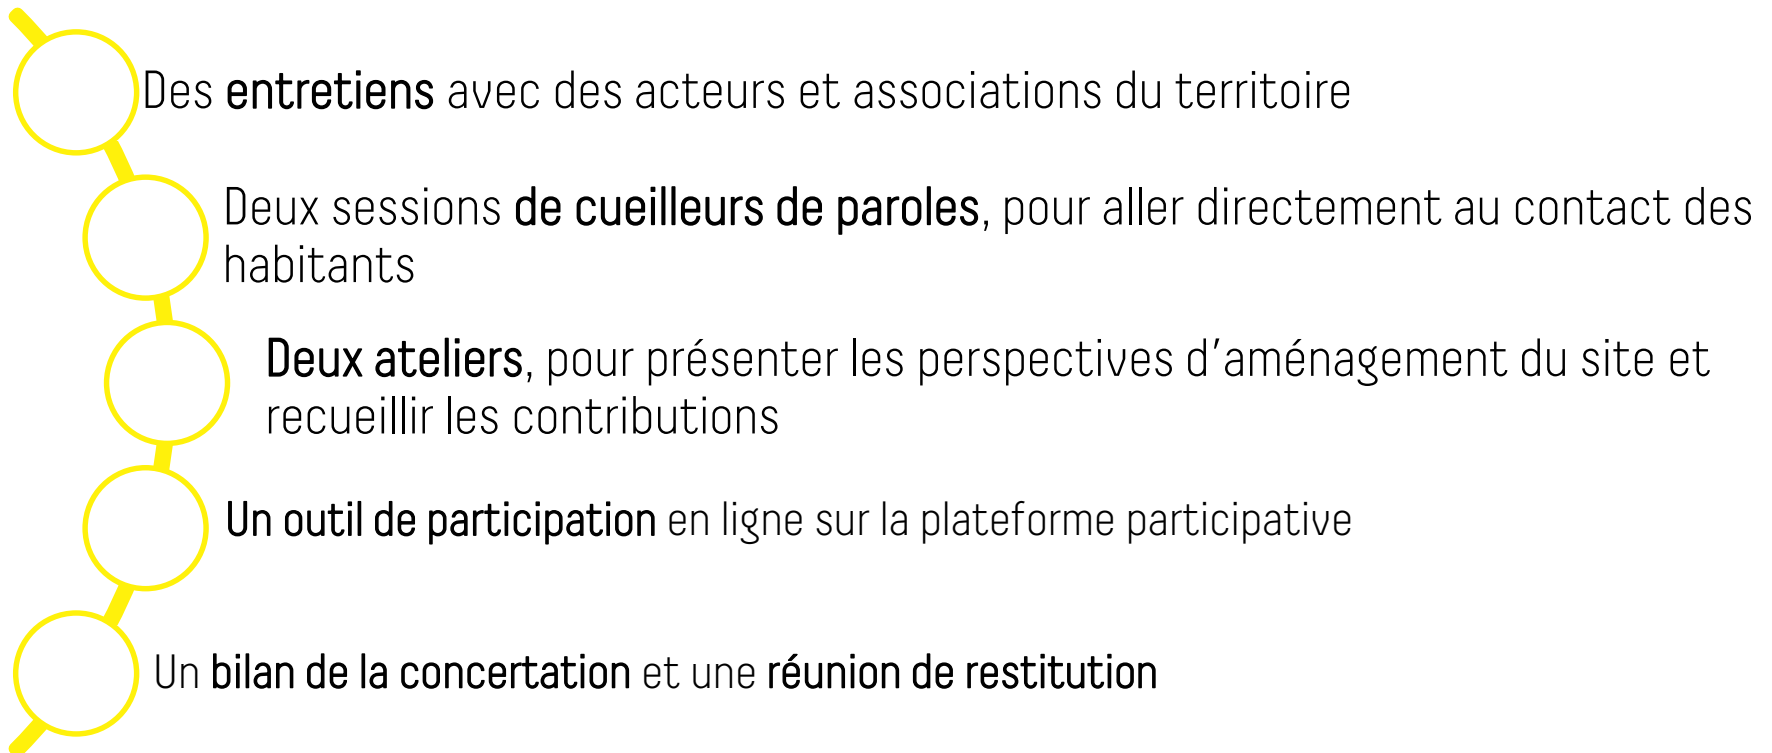 Des entretiens avec des acteurs et associations du territoire
Deux sessions de cueilleurs de paroles, pour aller directement au contact des
habitants
Deux ateliers, pour présenter les perspectives d’aménagement du site et
recueillir les contributions
Un outil de participation en ligne sur la plateforme participative
Un bilan de la concertation et une réunion de restitution